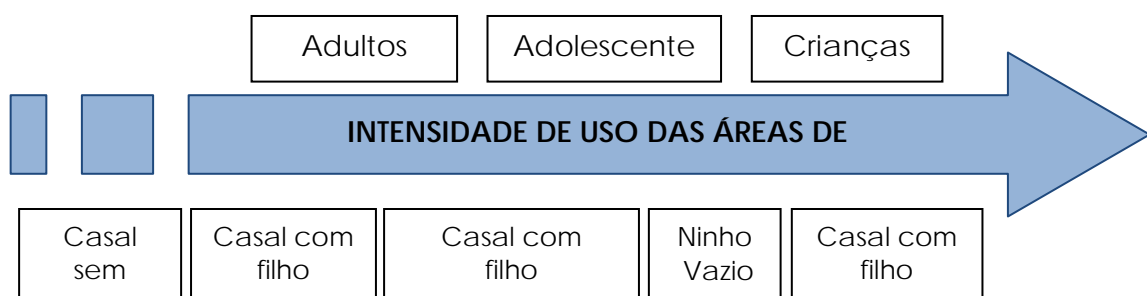 Adultos
Adolescente
Crianças
INTENSIDADE DE USO DAS ÁREAS DE
Casal
sem
Casal com
filho
Casal com
filho
Ninho
Vazio
Casal com
filho